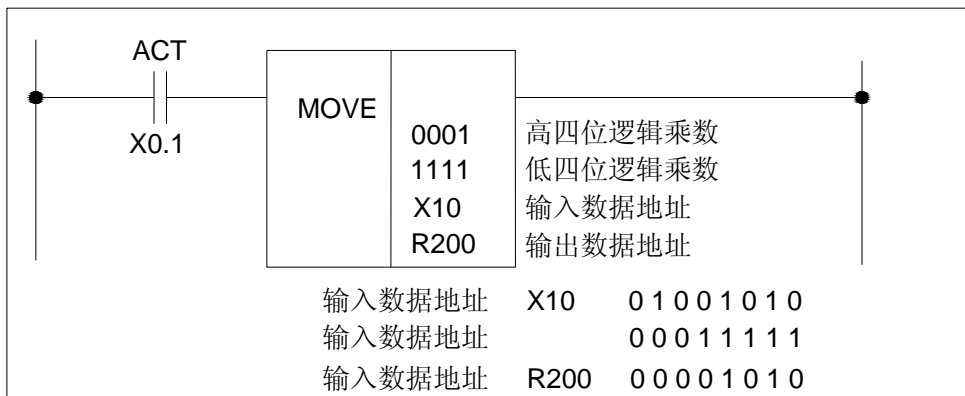 ACT
X0.1
MOVE
0001 高四位逻辑乘数
1111 低四位逻辑乘数
X10 输入数据地址
R200 输出数据地址
输入数据地址 X10 0 1 0 0 1 0 1 0
输入数据地址 0 0 0 1 1 1 1 1
输入数据地址 R200 0 0 0 0 1 0 1 0